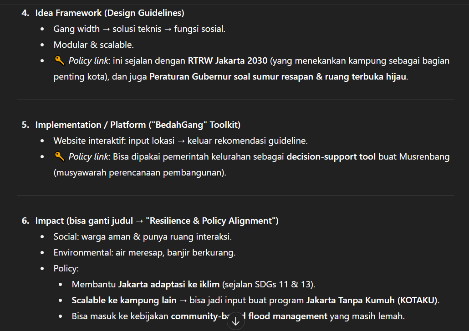 4. Idea Framework (Design Guidelines)
• Gang width → solusi teknis → fungsi sosial.
• Modular & scalable.
• 🔑 Policy link: ini sejalan dengan RTRW Jakarta 2030 (yang menekankan kampung sebagai bagian
penting kota), dan juga Peraturan Gubernur soal sumur resapan & ruang terbuka hijau.
5. Implementation / Platform ("BedahGang" Toolkit)
• Website interaktif: input lokasi → keluar rekomendasi guideline.
• 🔑 Policy link: Bisa dipakai pemerintah kelurahan sebagai decision-support tool buat Musrenbang
(musyawarah perencanaan pembangunan).
6. Impact (bisa ganti judul → "Resilience & Policy Alignment")
• Social: warga aman & punya ruang interaksi.
• Environmental: air meresap, banjir berkurang.
• Policy:
• Membantu Jakarta adaptasi ke iklim (sejalan SDGs 11 & 13).
• Scalable ke kampung lain → bisa jadi input buat program Jakarta Tanpa Kumuh (KOTAKU).
• Bisa masuk ke kebijakan flood management yang masih lemah.